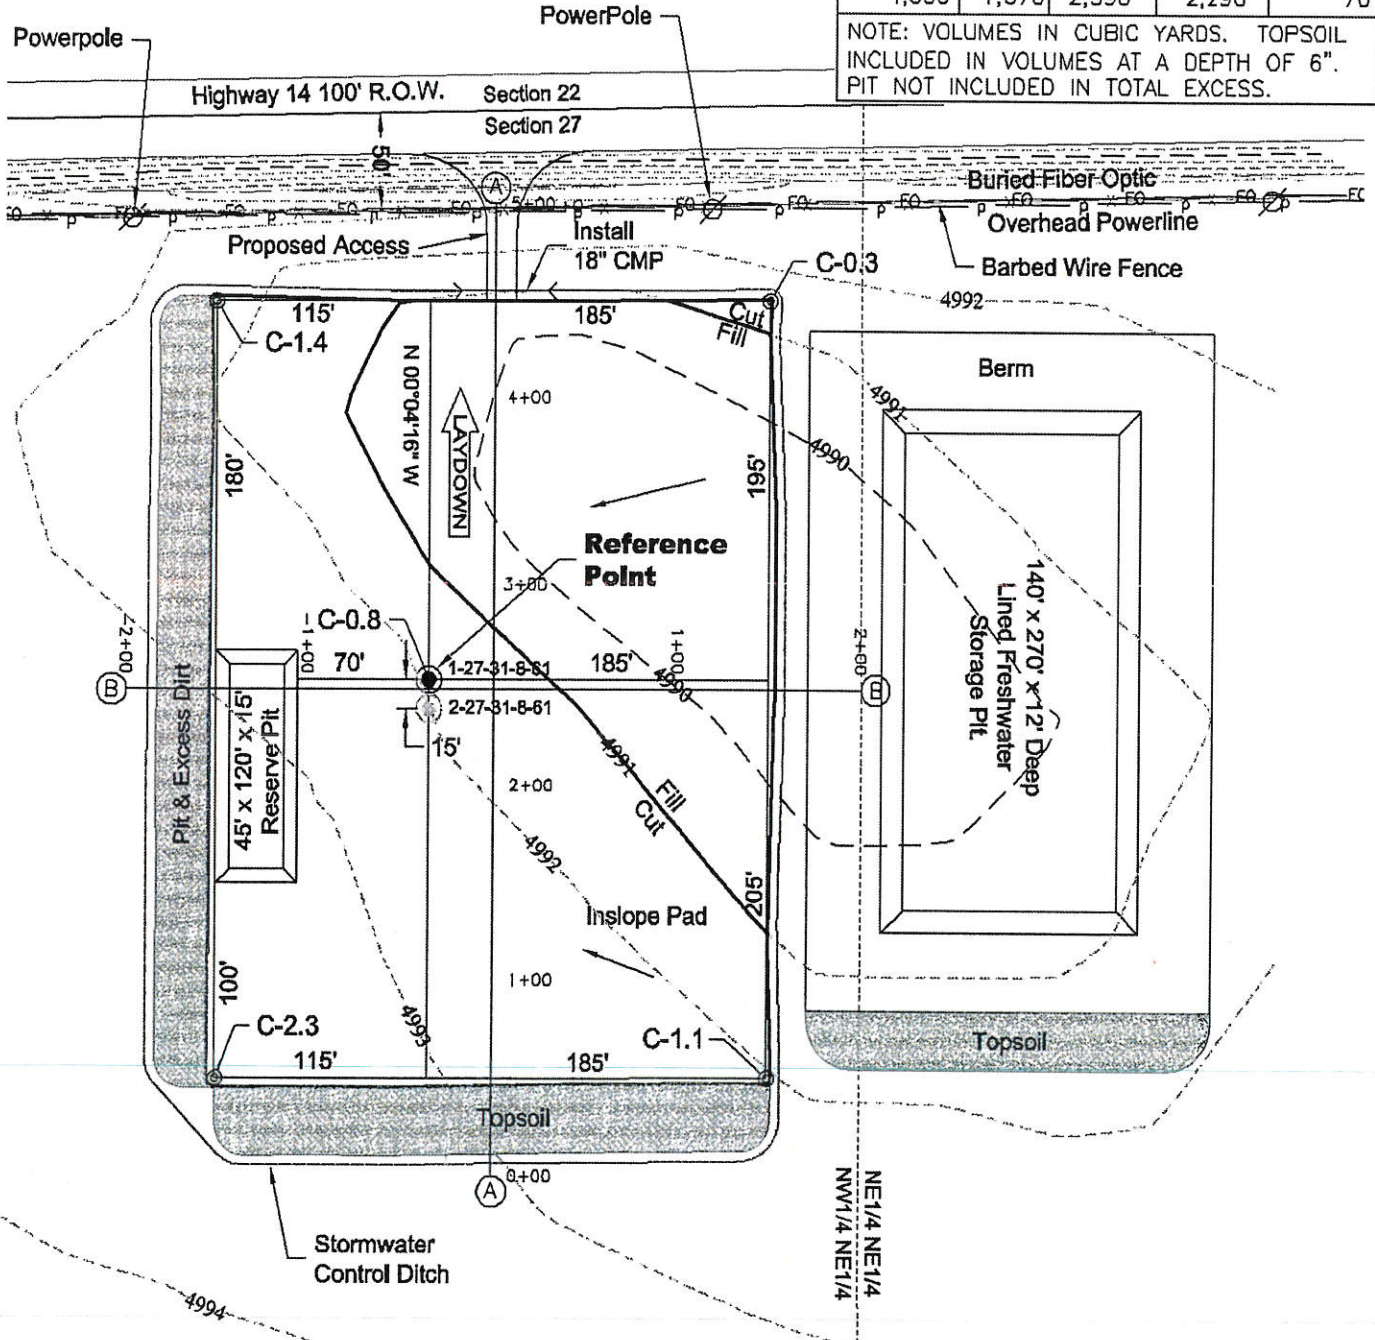 PowerPole
Powerpole
NOTE: VOLUMES IN CUBIC YARDS. TOPSOIL
INCLUDED IN VOLUMES AT A DEPTH OF 6".
PIT NOT INCLUDED IN TOTAL EXCESS.
Highway 14 100' R.O.W.
Section 22
Section 27
50'
A
5+00
Buried Fiber Optic
Overhead Powerline
Barbed Wire Fence
Proposed Access
Install
18" CMP
C-0.3
4992
115'
185'
Cut
Fill
C-1.4
Berm
N 00°04'16" W
LAYDOWN
4+00
4991
4990
180'
195'
Reference
Point
3+00
140' x 270' x 12' Deep
Lined Freshwater
Storage Pit.
C-0.8
-2+00
-1+00
70'
1-27-31-8-61
185'
1+00
2+00
4990
B
B
2-27-31-8-61
15'
Pit & Excess Dirt
45' x 120' x 15'
Reserve Pit
4991
Fill
Cut
2+00
4992
205'
Inslope Pad
1+00
100'
4993
C-2.3
C-1.1
115'
185'
Topsoil
Topsoil
0+00
A
NE1/4 NE1/4
NW1/4 NE1/4
Stormwater
Control Ditch
4994